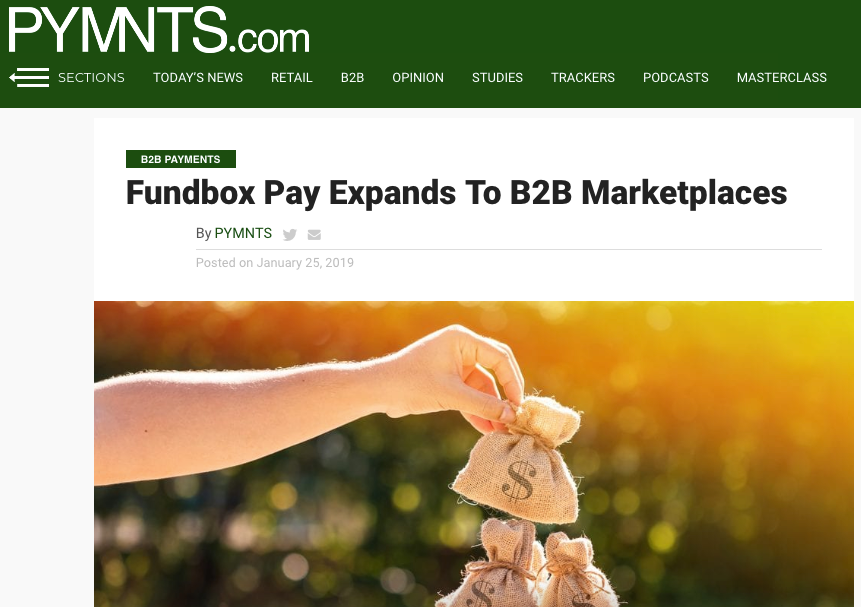 PYMNTS.com
SECTIONS TODAY'S NEWS RETAIL B2B OPINION STUDIES TRACKERS PODCASTS MASTERCLASS
B2B PAYMENTS
Fundbox Pay Expands To B2B Marketplaces
By PYMNTS
Posted on January 25, 2019
$
$
$